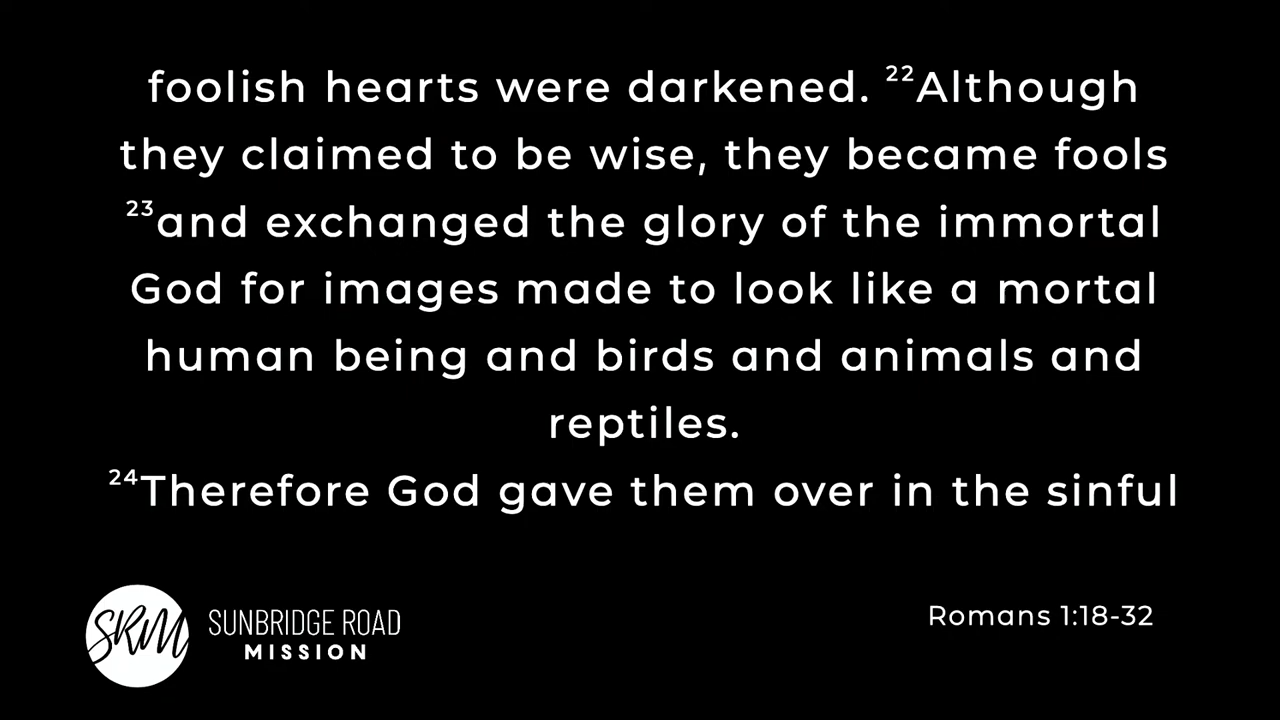 foolish hearts were darkened. 22Although
they claimed to be wise, they became fools
23and exchanged the glory of the immortal
God for images made to look like a mortal
human being and birds and animals and
reptiles.
24Therefore God gave them over in the sinful
SRM
SUNBRIDGE ROAD
MISSION
Romans 1:18-32